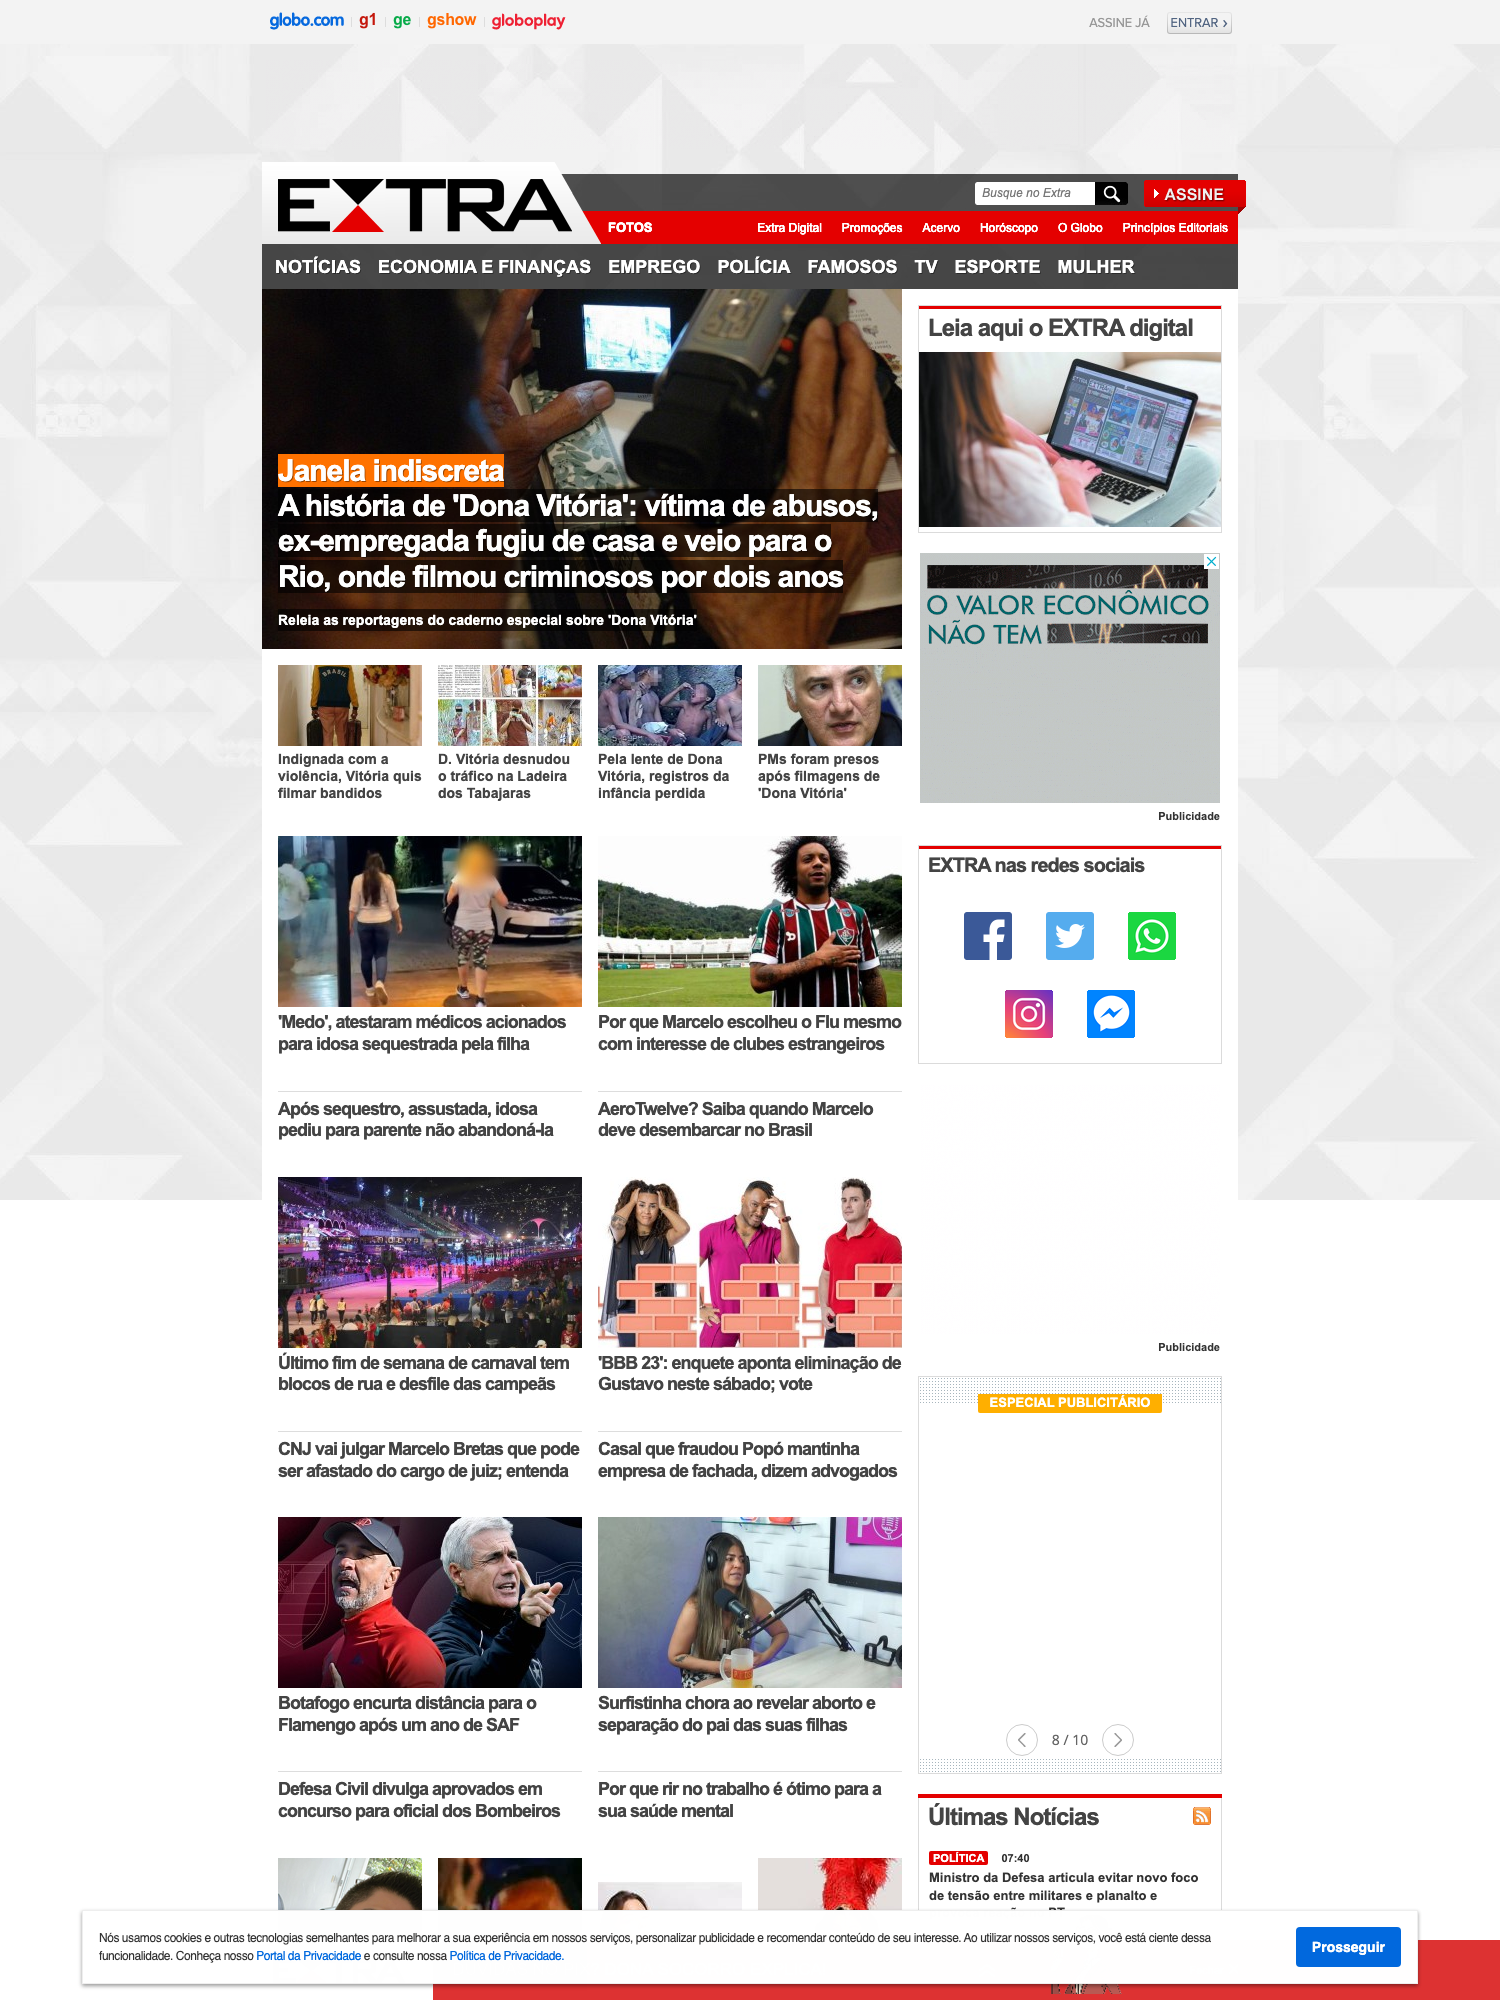 globo.com g1 ge gshow globoplay
ASSINE JÁ ENTRAR
EXTRA
Busque no Extra
ASSINE
FOTOS
Extra Digital Promoções Acervo Horóscopo O Globo Princípios Editoriais
NOTÍCIAS ECONOMIA E FINANÇAS EMPREGO POLÍCIA FAMOSOS TV ESPORTE MULHER
Janela indiscreta
A história de 'Dona Vitória': vítima de abusos,
ex-empregada fugiu de casa e veio para o
Rio, onde filmou criminosos por dois anos
Releia as reportagens do caderno especial sobre 'Dona Vitória'
BRASIL
Indignada com a
violência, Vitória quis
filmar bandidos
D. Vitória desnudou
o tráfico na Ladeira
dos Tabajaras
Pela lente de Dona
Vitória, registros da
infância perdida
PMs foram presos
após filmagens de
'Dona Vitória'
'Medo', atestaram médicos acionados
para idosa sequestrada pela filha
Por que Marcelo escolheu o Flu mesmo
com interesse de clubes estrangeiros
Após sequestro, assustada, idosa
pediu para parente não abandoná-la
AeroTwelve? Saiba quando Marcelo
deve desembarcar no Brasil
Último fim de semana de carnaval tem
blocos de rua e desfile das campeãs
'BBB 23': enquete aponta eliminação de
Gustavo neste sábado; vote
CNJ vai julgar Marcelo Bretas que pode
ser afastado do cargo de juiz; entenda
Casal que fraudou Popó mantinha
empresa de fachada, dizem advogados
Botafogo encurta distância para o
Flamengo após um ano de SAF
Surfistinha chora ao revelar aborto e
separação do pai das suas filhas
Defesa Civil divulga aprovados em
concurso para oficial dos Bombeiros
Por que rir no trabalho é ótimo para a
sua saúde mental
Leia aqui o EXTRA digital
78.49 32.67 10.66
O VALOR ECONÔMICO
NÃO TEM
57.90
Publicidade
EXTRA nas redes sociais
Publicidade
ESPECIAL PUBLICITÁRIO
8 / 10
Últimas Notícias
POLÍTICA 07:40
Ministro da Defesa articula evitar novo foco
de tensão entre militares e planalto e
Nós usamos cookies e outras tecnologias semelhantes para melhorar a sua experiência em nossos serviços, personalizar publicidade e recomendar conteúdo de seu interesse. Ao utilizar nossos serviços, você está ciente dessa
funcionalidade. Conheça nosso Portal da Privacidade e consulte nossa Política de Privacidade.
Prosseguir